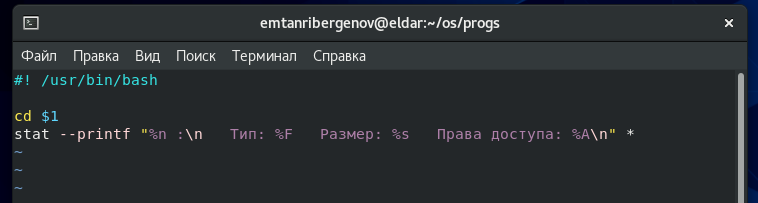 emtanribergenov@eldar:~/os/progs
Файл Правка Вид Поиск Терминал Справка
#! /usr/bin/bash
cd $1
stat --printf "%n :\n   Тип: %F   Размер: %s   Права доступа: %A\n" *
~
~
~